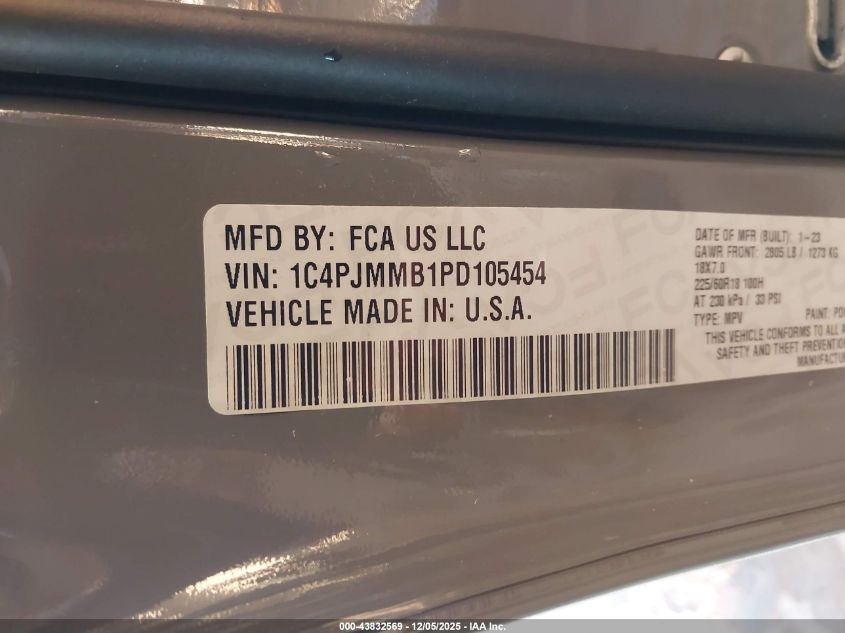 MFD BY: FCA US LLC
VIN: 1C4PJMMB1PD105454
VEHICLE MADE IN: U.S.A.
DATE OF MFR (BUILT): 1-23
GAWR FRONT: 2805 LB / 1273 KG
18X7.0
225/60R18 100H
AT 230 kPa / 33 PSI
TYPE: MPV PAINT:
THIS VEHICLE CONFORMS TO ALL
SAFETY AND THEFT PREVENTION
000-43832569 - 12/05/2025 - IAA Inc.